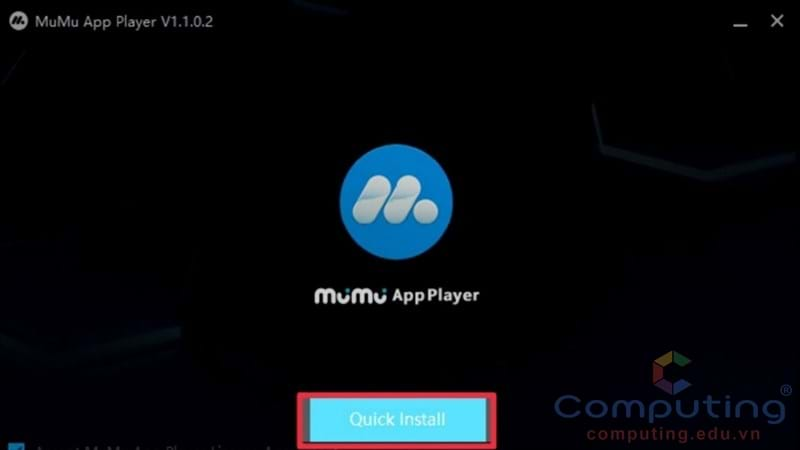 MuMu App Player V1.1.0.2
MuMu App Player
Quick Install
Computing®
computing.edu.vn